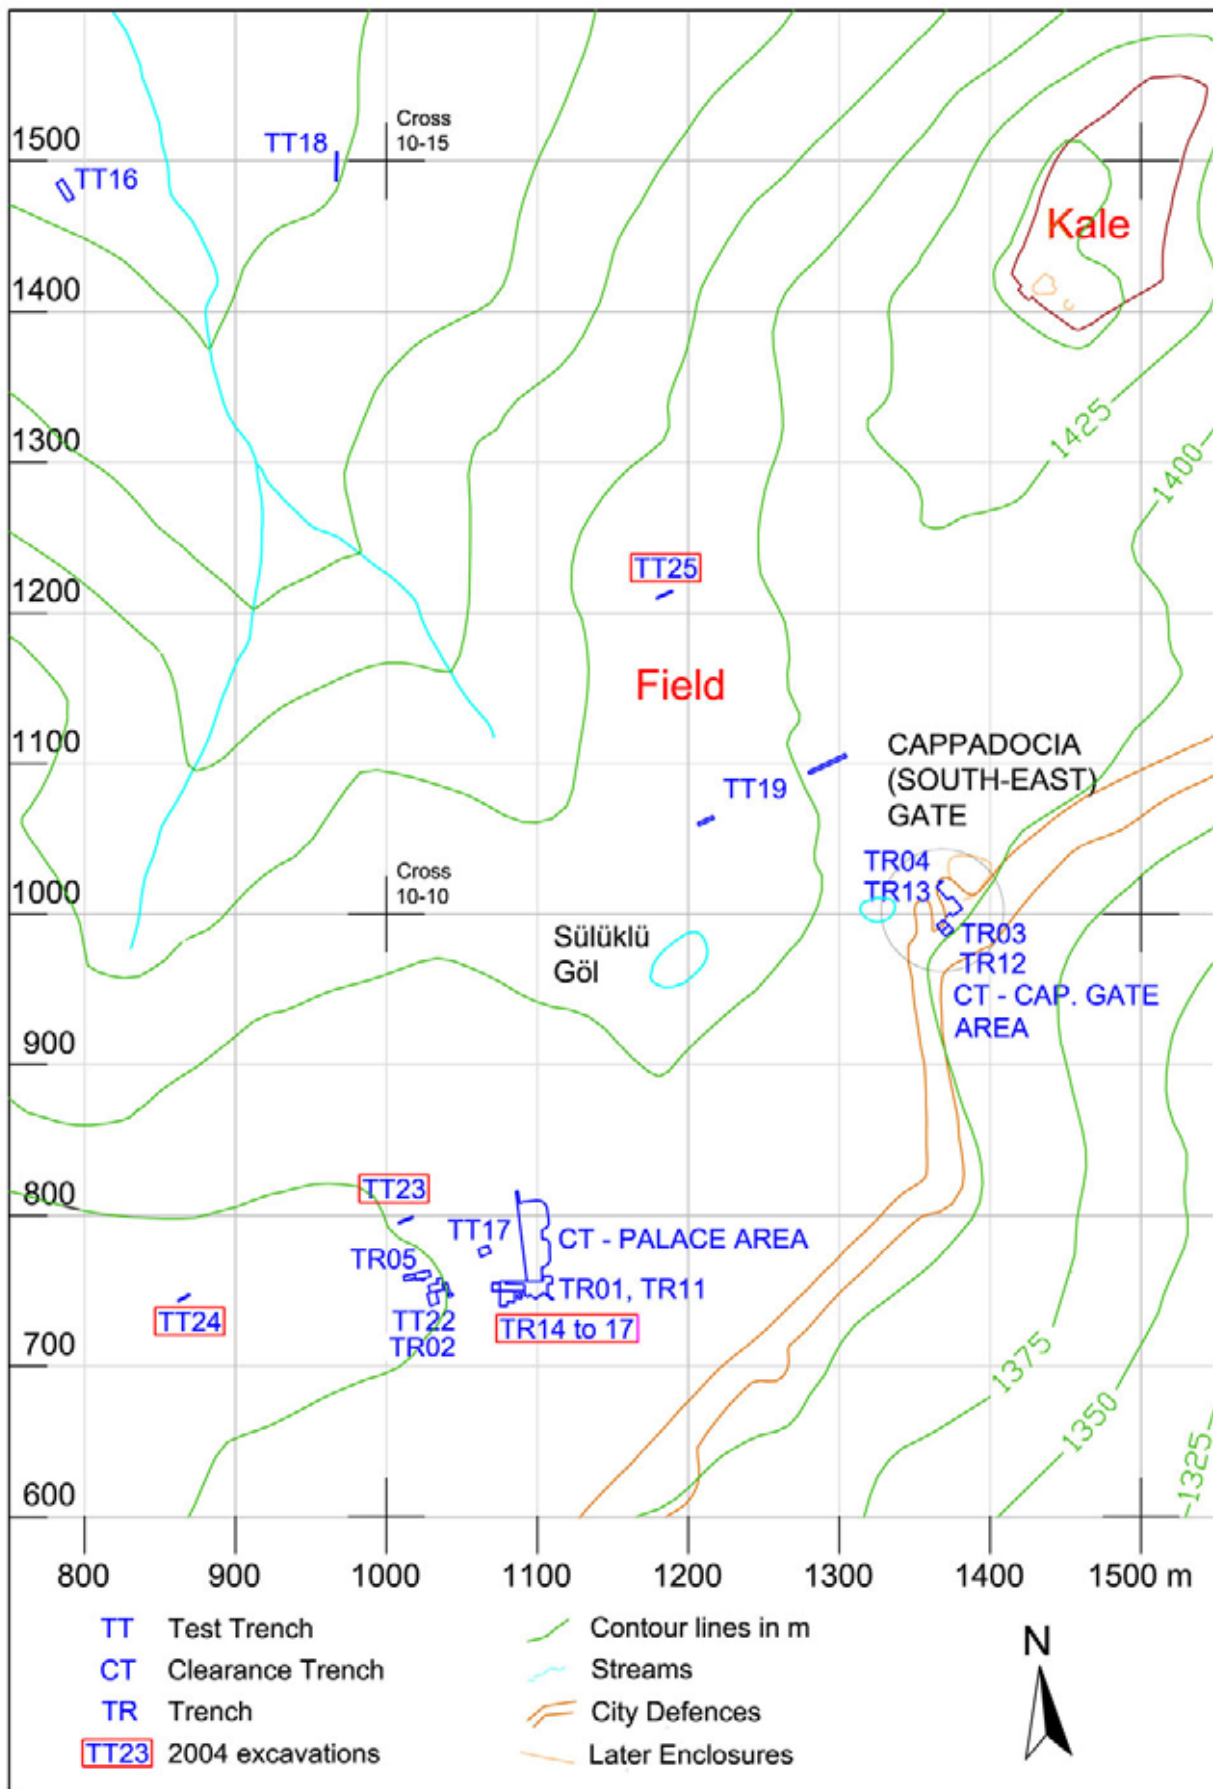 Cross
10-15
1500
TT18
TT16
Kale
1400
1425
1300
1400
TT25
1200
Field
1100
CAPPADOCIA
(SOUTH-EAST)
GATE
TT19
Cross
10-10
TR04
TR13
1000
Sülüklü
Göl
TR03
TR12
CT - CAP. GATE
AREA
900
800
TT23
TT17
CT - PALACE AREA
TR05
TR01, TR11
TT24
TT22
TR02
TR14 to 17
700
1375
1350
1325
600
800 900 1000 1100 1200 1300 1400 1500 m
TT Test Trench
CT Clearance Trench
TR Trench
TT23 2004 excavations
Contour lines in m
Streams
City Defences
Later Enclosures
N